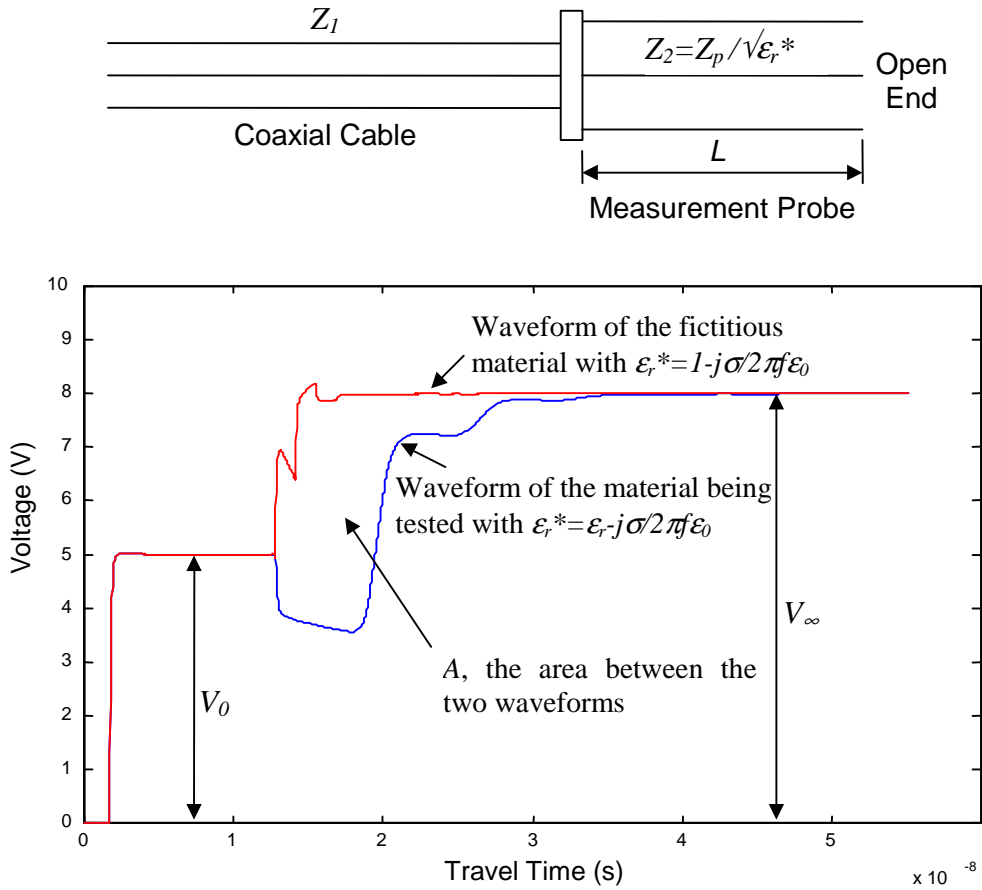 Z1
Z2=Zp/√εr*
Open
End
Coaxial Cable
L
Measurement Probe
10
9
8
7
6
5
4
3
2
1
0
Voltage (V)
Waveform of the fictitious
material with εr*=1-jσ/2πfε0
Waveform of the material being
tested with εr*=εr-jσ/2πfε0
A, the area between the
two waveforms
V0
V∞
0
1
2
3
4
5
6
Travel Time (s)
x 10 -8